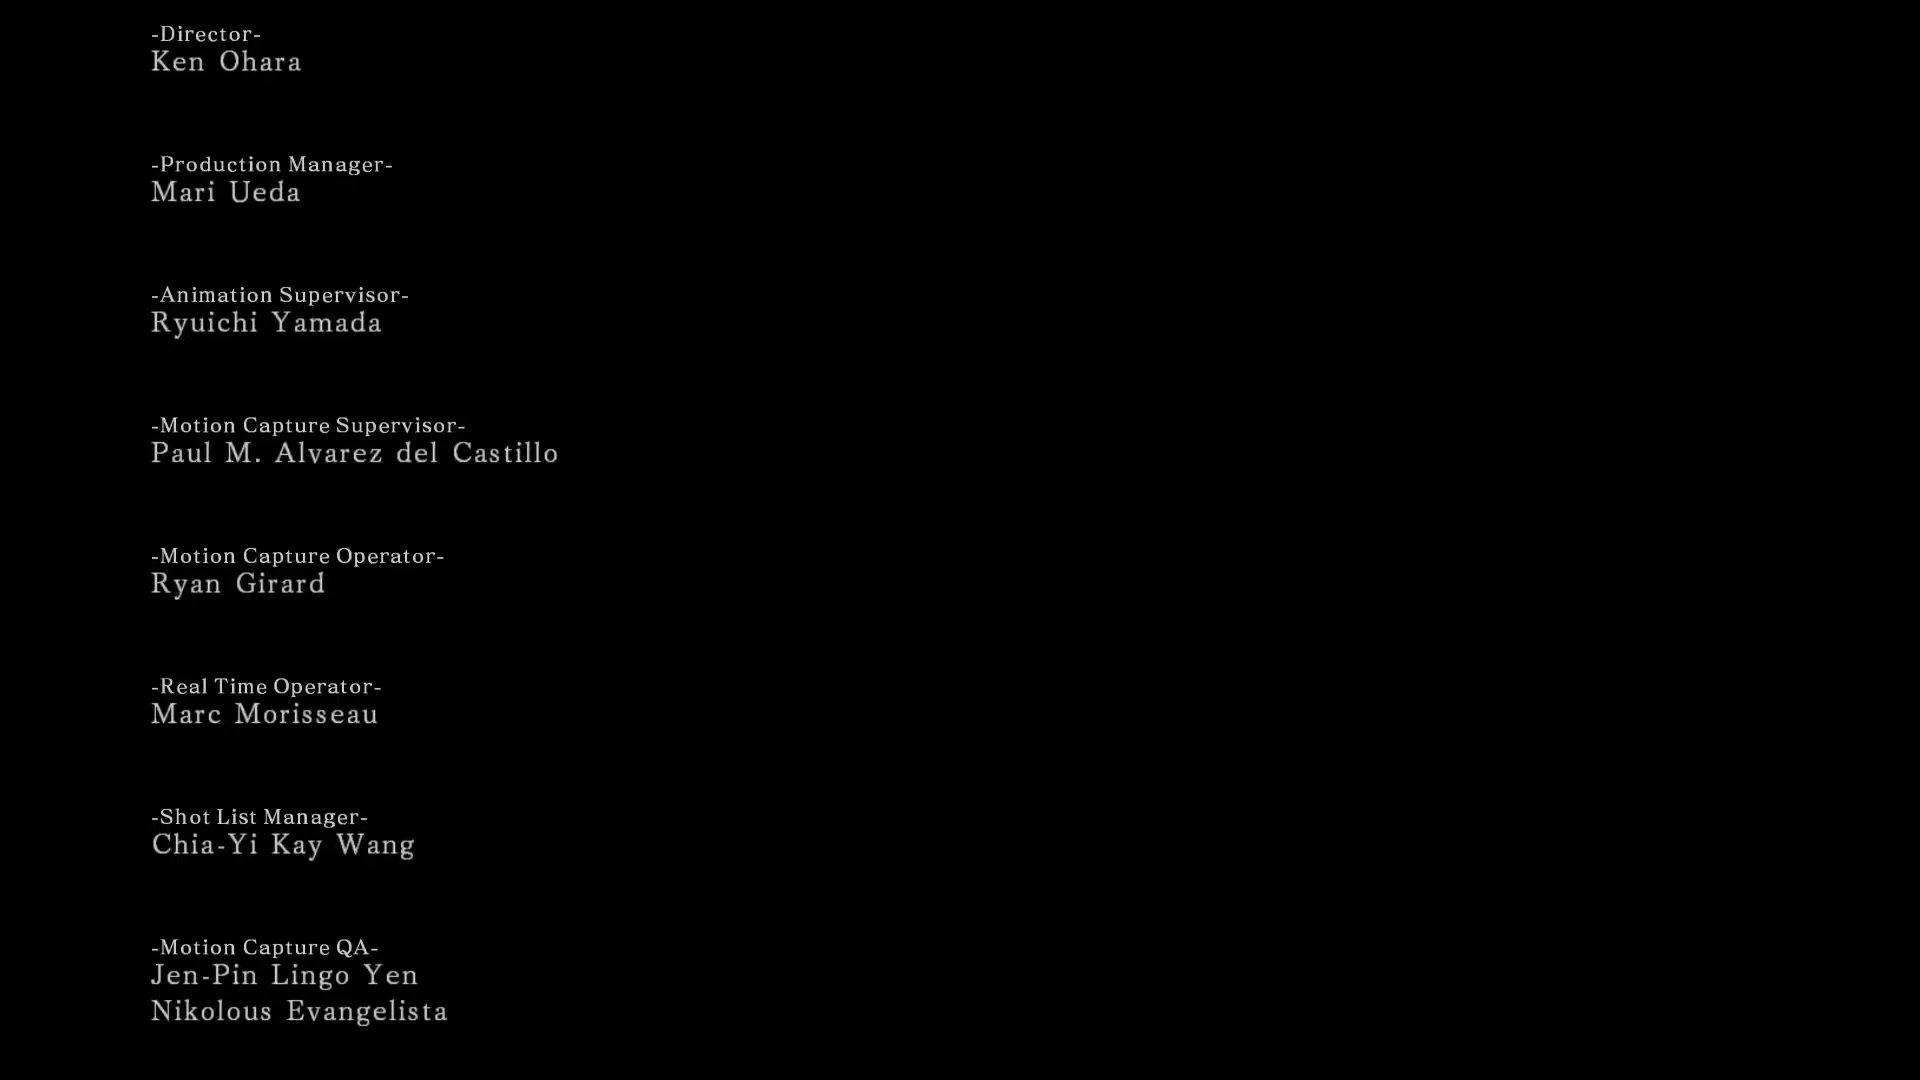 -Director-
Ken Ohara
-Production Manager-
Mari Ueda
-Animation Supervisor-
Ryuichi Yamada
-Motion Capture Supervisor-
Paul M. Alvarez del Castillo
-Motion Capture Operator-
Ryan Girard
-Real Time Operator-
Marc Morisseau
-Shot List Manager-
Chia-Yi Kay Wang
-Motion Capture QA-
Jen-Pin Lingo Yen
Nikolous Evangelista